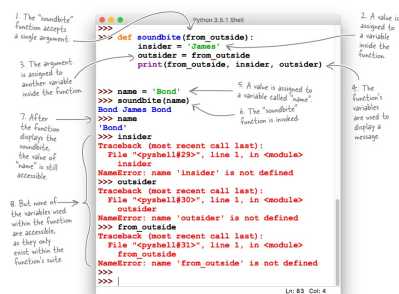 Python 3.5.1 Shell
1. The "soundbite"
function accepts
a single argument.
2. A value is
assigned to
a variable
inside the
function.
3. The argument
is assigned to
another variable
inside the function.
>>>
>>> def soundbite(from_outside):
insider = 'James'
outsider = from_outside
print(from_outside, insider, outsider)
4. The
function's
variables
are used to
display a
message.
>>>
>>> name = 'Bond'
5. A value is assigned to
a variable called "name".
>>> soundbite(name)
6. The "soundbite"
function is invoked.
Bond James Bond
7. After
the function
displays the
soundbite,
the value of
"name" is still
accessible.
>>> name
'Bond'
8. But none of
the variables used
within the function
are accessible,
as they only
exist within the
function's suite.
>>> insider
Traceback (most recent call last):
File "<pyshell#29>", line 1, in <module>
insider
NameError: name 'insider' is not defined
>>> outsider
Traceback (most recent call last):
File "<pyshell#30>", line 1, in <module>
outsider
NameError: name 'outsider' is not defined
>>> from_outside
Traceback (most recent call last):
File "<pyshell#31>", line 1, in <module>
from_outside
NameError: name 'from_outside' is not defined
>>>
>>>
Ln: 83 Col: 4